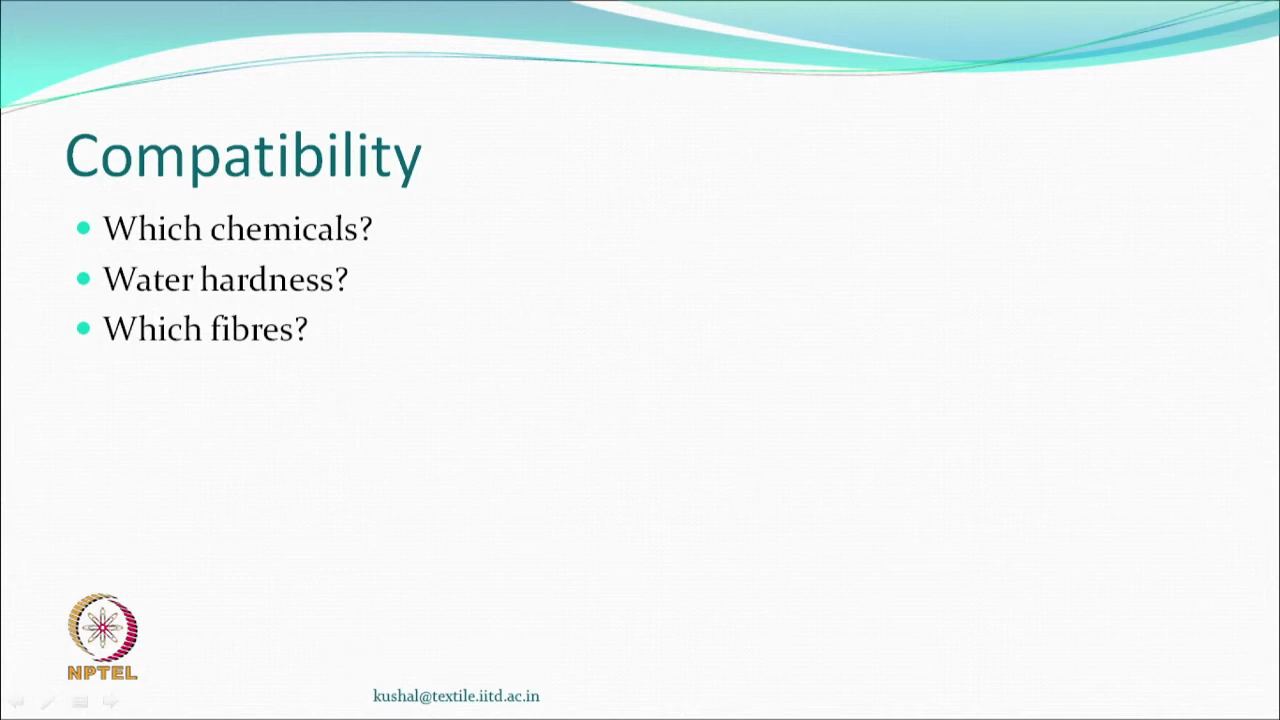 Compatibility
Which chemicals?
Water hardness?
Which fibres?
NPTEL
kushal@textile.iitd.ac.in